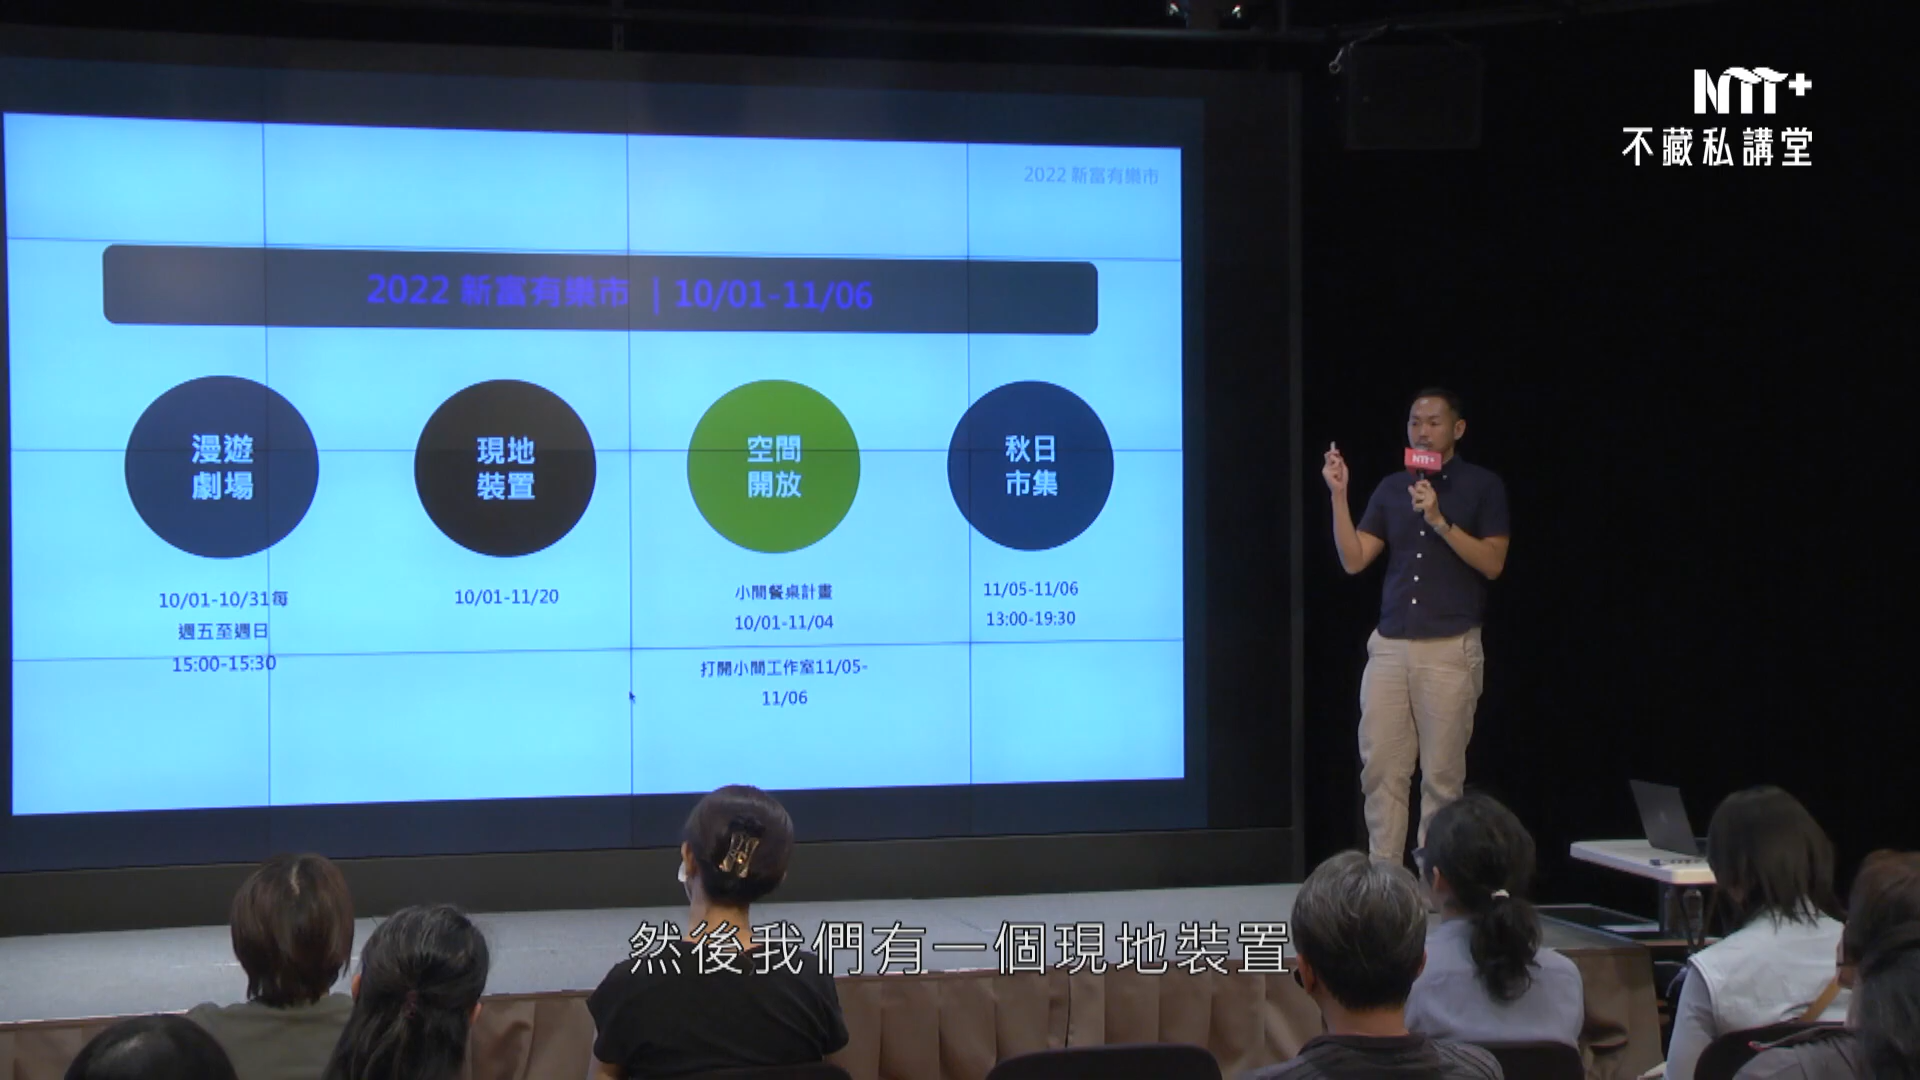 NTT+
不藏私講堂
2022 新富有樂市
2022 新富有樂市 | 10/01-11/06
漫遊
劇場
現地
裝置
空間
開放
秋日
市集
10/01-10/31每
週五至週日
15:00-15:30
10/01-11/20
小間餐桌計畫
10/01-11/04
打開小間工作室11/05-
11/06
11/05-11/06
13:00-19:30
NTT+
然後我們有一個現地裝置